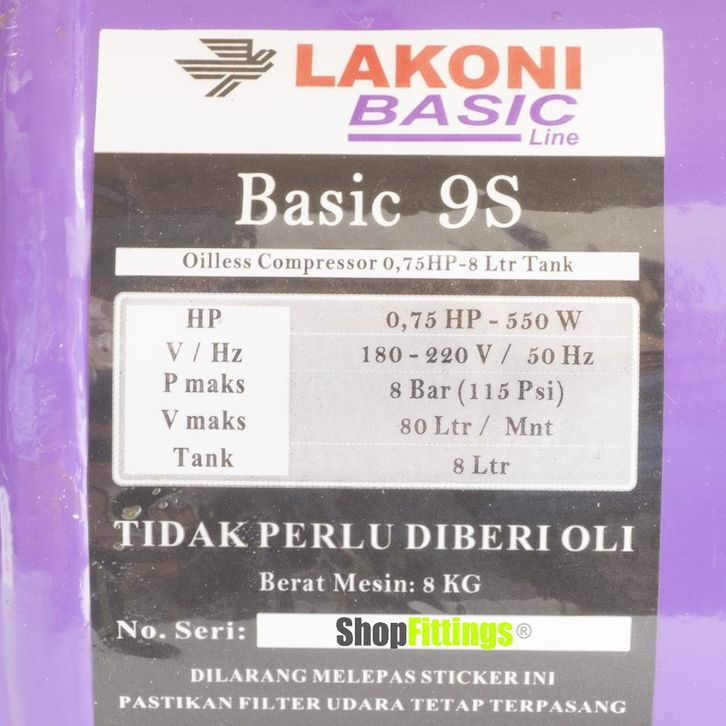 LAKONI
BASIC
Line
Basic 9S
Oilless Compressor 0,75HP-8 Ltr Tank
HP 0,75 HP - 550 W
V / Hz 180 - 220 V / 50 Hz
P maks 8 Bar (115 Psi)
V maks 80 Ltr / Mnt
Tank 8 Ltr
TIDAK PERLU DIBERI OLI
Berat Mesin: 8 KG
No. Seri: ShopFittings®
DILARANG MELEPAS STICKER INI
PASTIKAN FILTER UDARA TETAP TERPASANG